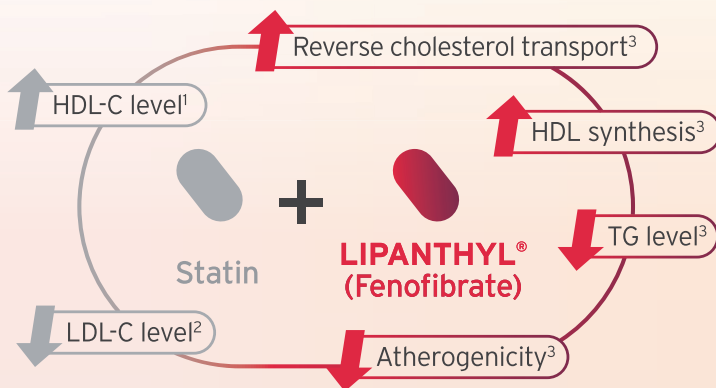 Reverse cholesterol transport³
HDL-C level¹
HDL synthesis³
+
Statin
LIPANTHYL®
(Fenofibrate)
TG level³
LDL-C level²
Atherogenicity³